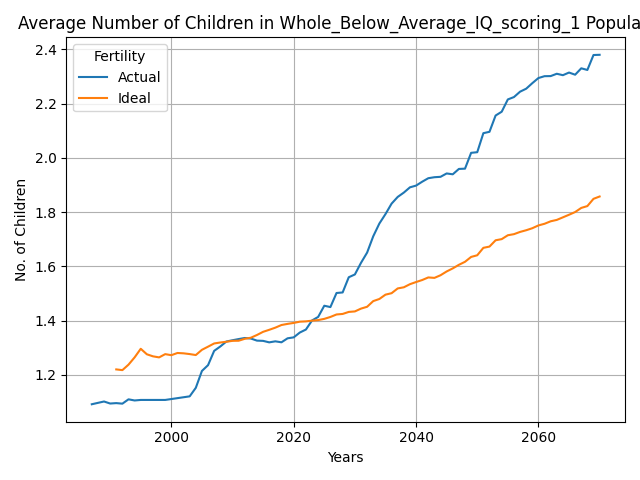 Average Number of Children in Whole_Below_Average_IQ_scoring_1 Popula
Fertility
Actual
Ideal
2.4
2.2
2.0
1.8
1.6
1.4
1.2
No. of Children
2000
2020
2040
2060
Years